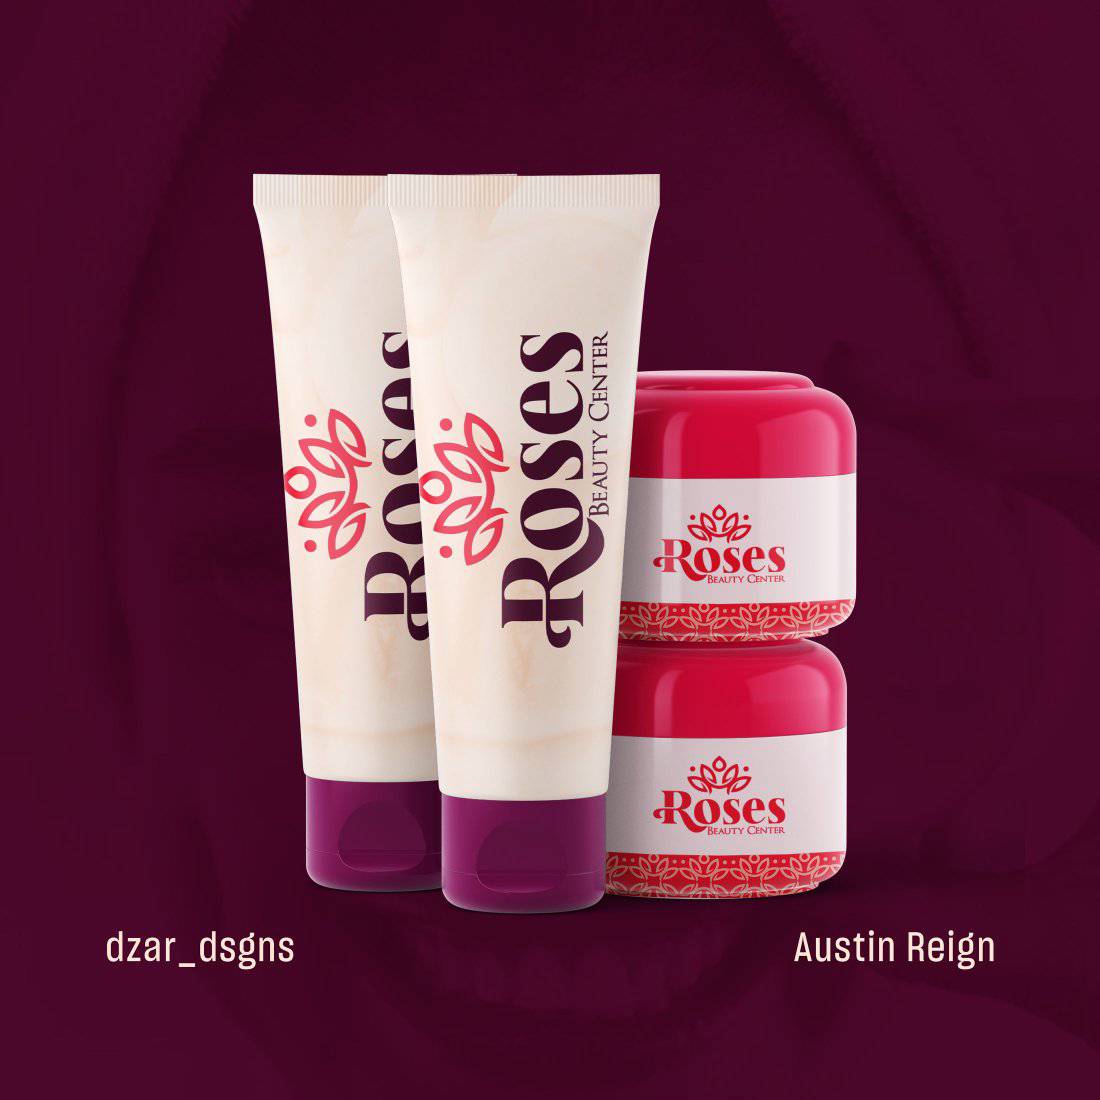 Roses
Roses
Beauty Center
Roses
Beauty Center
Roses
Beauty Center
dzar_dsgns
Austin Reign